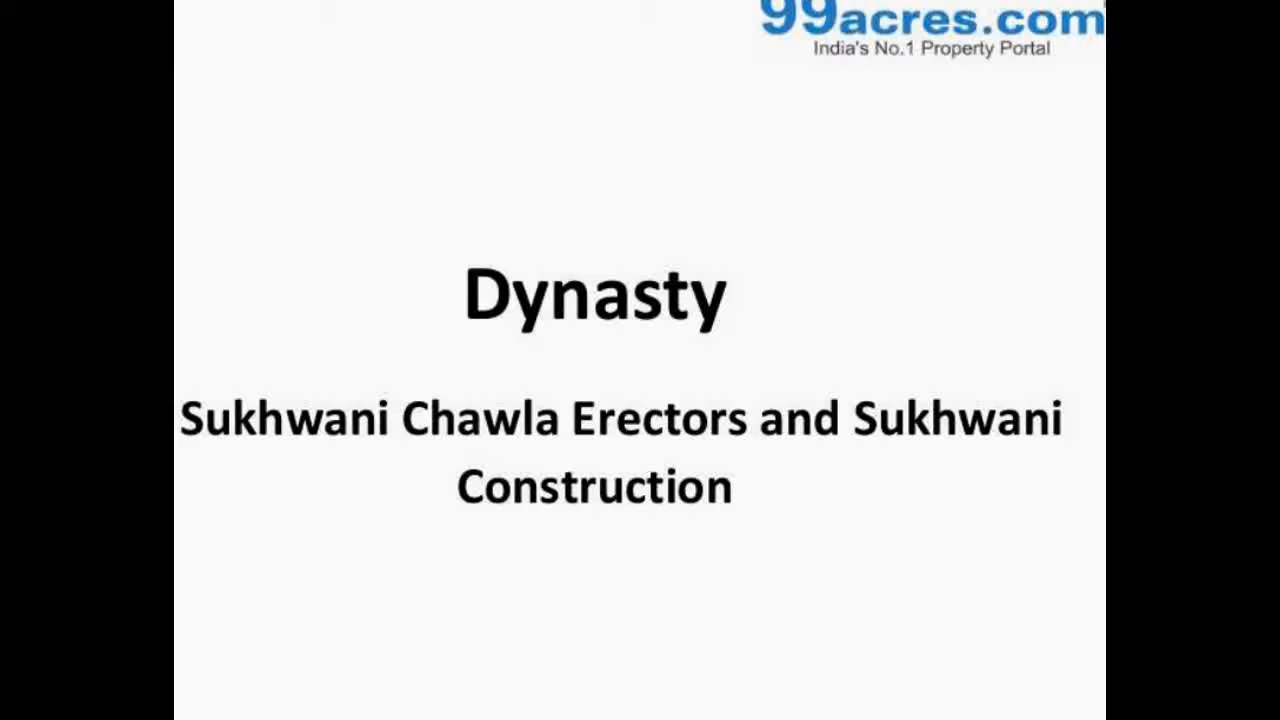 99acres.com
India's No.1 Property Portal
Dynasty
Sukhwani Chawla Erectors and Sukhwani
Construction